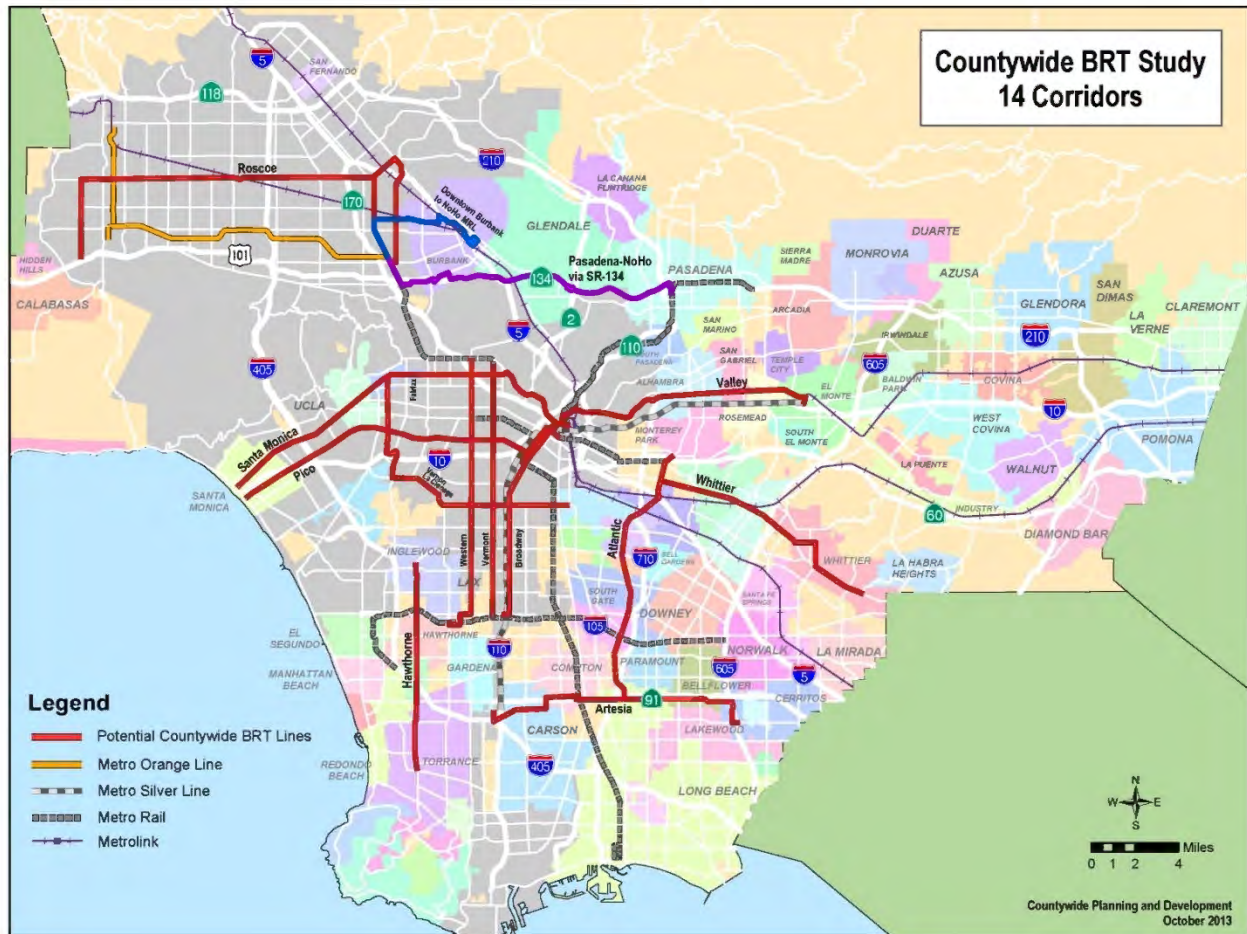 Countywide BRT Study
14 Corridors
SAN
FERNANDO
5
118
210
Roscoe
170
Downtown Burbank
to NoHo MRL
LA CANANA
FLINTRIDGE
GLENDALE
101
HIDDEN
HILLS
CALABASAS
BURBANK
Pasadena-NoHo
via SR-134
134
PASADENA
SIERRA
MADRE
MONROVIA
DUARTE
AZUSA
GLENDORA
SAN
DIMAS
LA
VERNE
CLAREMONT
2
5
110
SOUTH
PASADENA
SAN
MARINO
ARCADIA
IRWINDALE
605
210
405
UCLA
Fairfax
ALHAMBRA
SAN
GABRIEL
TEMPLE
CITY
EL
MONTE
BALDWIN
PARK
COVINA
Valley
ROSEMEAD
MONTEREY
PARK
SOUTH
EL MONTE
WEST
COVINA
10
POMONA
Santa Monica
Pico
10
Vernon
La Cienega
SANTA
MONICA
LA PUENTE
WALNUT
Whittier
60
INDUSTRY
DIAMOND BAR
Western
Vermont
Broadway
Atlantic
INGLEWOOD
LAX
710
BELL
GARDENS
WHITTIER
LA HABRA
HEIGHTS
SOUTH
GATE
DOWNEY
SANTA FE
SPRINGS
EL
SEGUNDO
HAWTHORNE
105
MANHATTAN
BEACH
Hawthorne
GARDENA
110
COMPTON
PARAMOUNT
605
NORWALK
LA MIRADA
BELLFLOWER
5
CERRITOS
Artesia
91
CARSON
LAKEWOOD
405
REDONDO
BEACH
TORRANCE
LONG BEACH
Legend
Potential Countywide BRT Lines
Metro Orange Line
Metro Silver Line
Metro Rail
Metrolink
N
W E
S
Miles
0 1 2 4
Countywide Planning and Development
October 2013